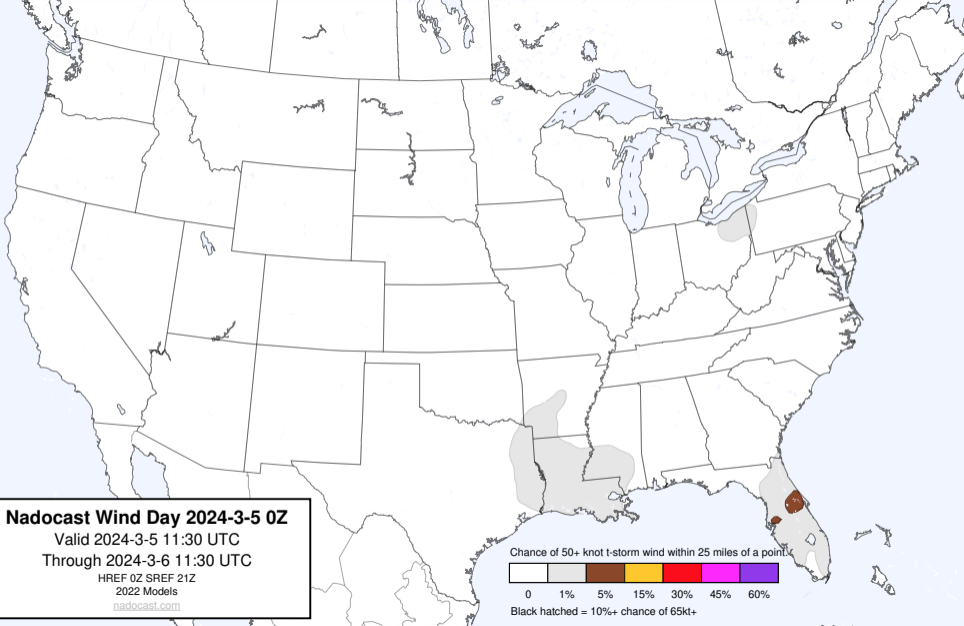 Nadocast Wind Day 2024-3-5 0Z
Valid 2024-3-5 11:30 UTC
Through 2024-3-6 11:30 UTC
HREF 0Z SREF 21Z
2022 Models
nadocast.com
Chance of 50+ knot t-storm wind within 25 miles of a point.
0 1% 5% 15% 30% 45% 60%
Black hatched = 10%+ chance of 65kt+